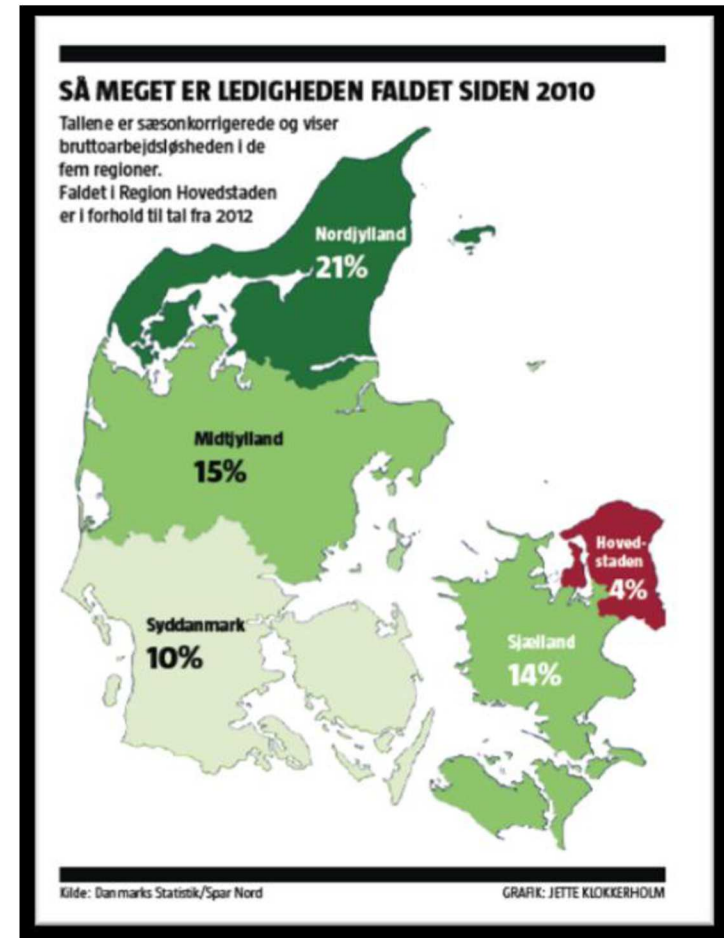 SÅ MEGET ER LEDIGHEDEN FALDET SIDEN 2010
Tallene er sæsonkorrigerede og viser
bruttoarbejdsløsheden i de
fem regioner.
Faldet i Region Hovedstaden
er i forhold til tal fra 2012
Nordjylland
21%
Midtjylland
15%
Hoved-
staden
4%
Syddanmark
10%
Sjælland
14%
Kilde: Danmarks Statistik/Spar Nord
GRAFIK: JETTE KLOKKERHOLM